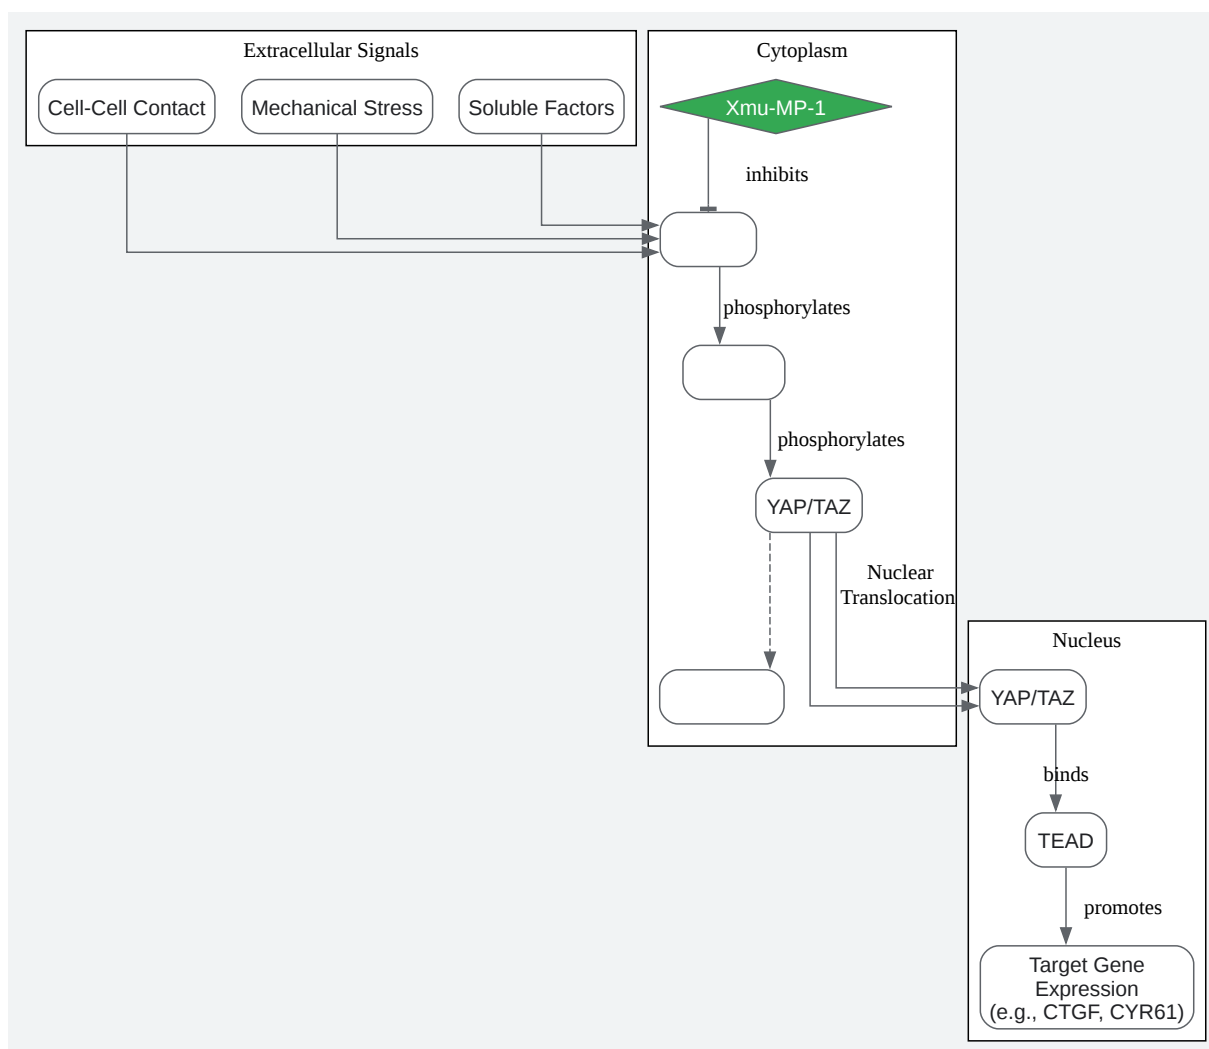 Extracellular Signals
Cell-Cell Contact
Mechanical Stress
Soluble Factors
Cytoplasm
Xmu-MP-1
inhibits
phosphorylates
phosphorylates
YAP/TAZ
Nuclear
Translocation
Nucleus
YAP/TAZ
binds
TEAD
promotes
Target Gene
Expression
(e.g., CTGF, CYR61)